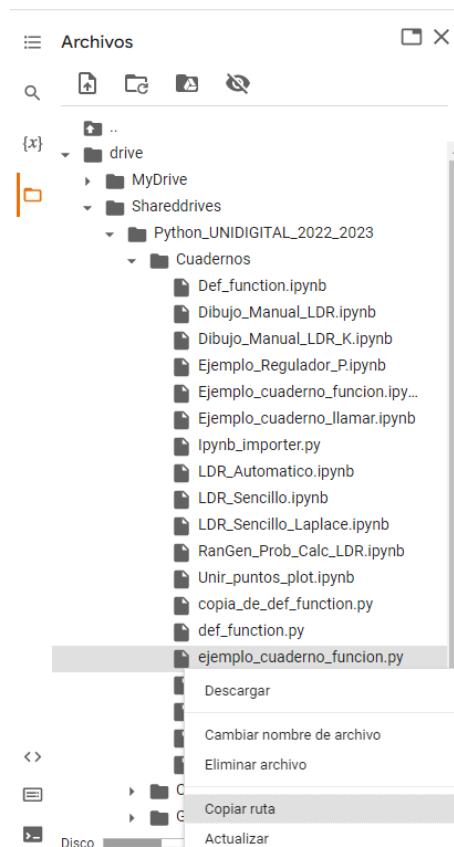 Archivos
{x}
..
drive
MyDrive
Shareddrives
Python_UNIDIGITAL_2022_2023
Cuadernos
Def_function.ipynb
Dibujo_Manual_LDR.ipynb
Dibujo_Manual_LDR_K.ipynb
Ejemplo_Regulador_P.ipynb
Ejemplo_cuaderno_funcion.ipy...
Ejemplo_cuaderno_llamar.ipynb
Ipynb_importer.py
LDR_Automatico.ipynb
LDR_Sencillo.ipynb
LDR_Sencillo_Laplace.ipynb
RanGen_Prob_Calc_LDR.ipynb
Unir_puntos_plot.ipynb
copia_de_def_function.py
def_function.py
ejemplo_cuaderno_funcion.py
Descargar
Cambiar nombre de archivo
Eliminar archivo
Copiar ruta
Disco
Actualizar